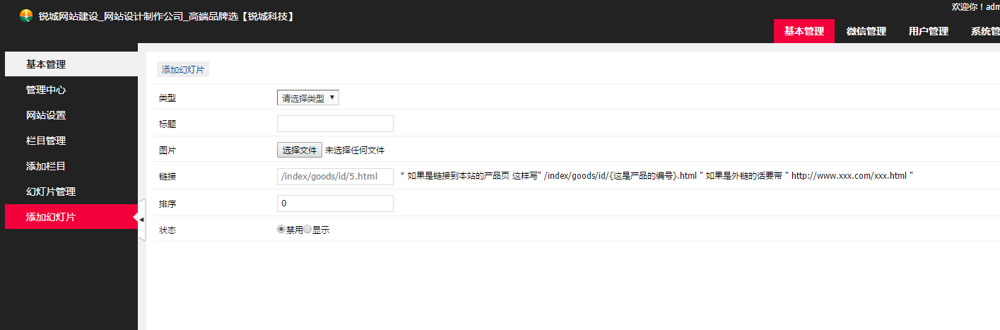 欢迎你！adm
锐城网站建设_网站设计制作公司_高端品牌选【锐城科技】
基本管理 微信管理 用户管理 系统管
基本管理
管理中心
网站设置
栏目管理
添加栏目
幻灯片管理
添加幻灯片
添加幻灯片
类型 请选择类型
标题
图片 选择文件 未选择任何文件
链接 /index/goods/id/5.html * 如果是链接到本站的产品页 这样写" /index/goods/id/{这是产品的编号}.html " 如果是外链的话要带 " http://www.xxx.com/xxx.html "
排序 0
状态 禁用 显示